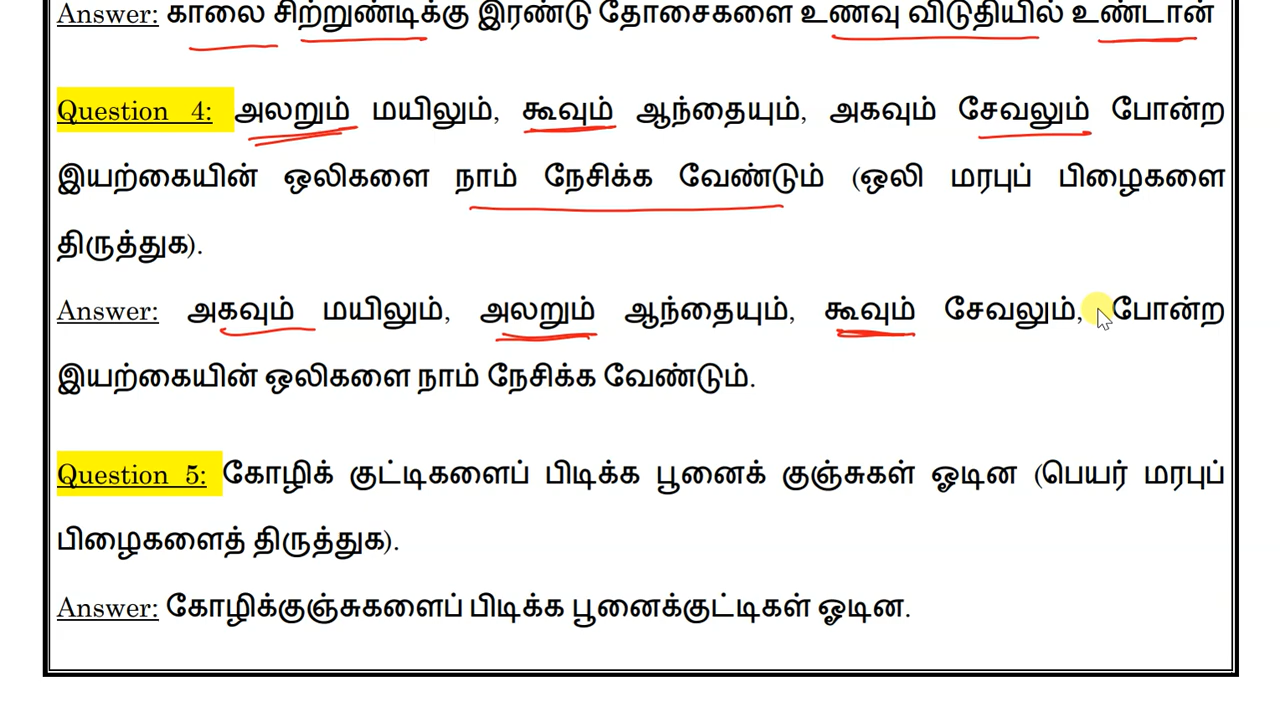 Answer: காலை சிற்றுண்டிக்கு இரண்டு தோசைகளை உணவு விடுதியில் உண்டான்
Question 4: அலறும் மயிலும், கூவும் ஆந்தையும், அகவும் சேவலும் போன்ற
இயற்கையின் ஒலிகளை நாம் நேசிக்க வேண்டும் (ஒலி மரபுப் பிழைகளை
திருத்துக).
Answer: அகவும் மயிலும், அலறும் ஆந்தையும், கூவும் சேவலும், போன்ற
இயற்கையின் ஒலிகளை நாம் நேசிக்க வேண்டும்.
Question 5: கோழிக் குட்டிகளைப் பிடிக்க பூனைக் குஞ்சுகள் ஓடின (பெயர் மரபுப்
பிழைகளைத் திருத்துக).
Answer: கோழிக்குஞ்சுகளைப் பிடிக்க பூனைக்குட்டிகள் ஓடின.